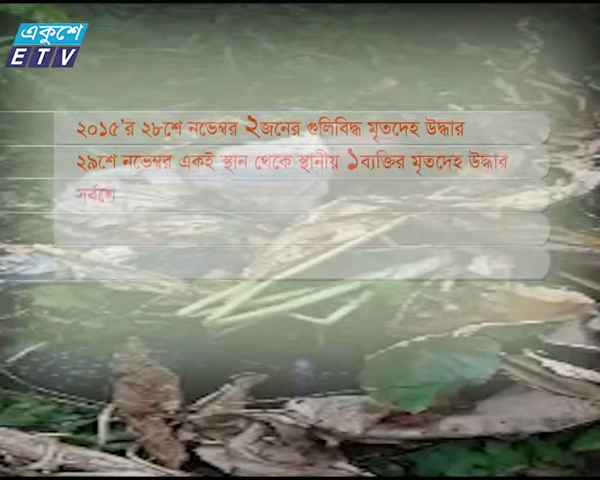 একুশে
ETV
২০১৫'র ২৮শে নভেম্বর ২জনের গুলিবিদ্ধ মৃতদেহ উদ্ধার
২৯শে নভেম্বর একই স্থান থেকে স্থানীয় ১ব্যক্তির মৃতদেহ উদ্ধার
সর্বশে